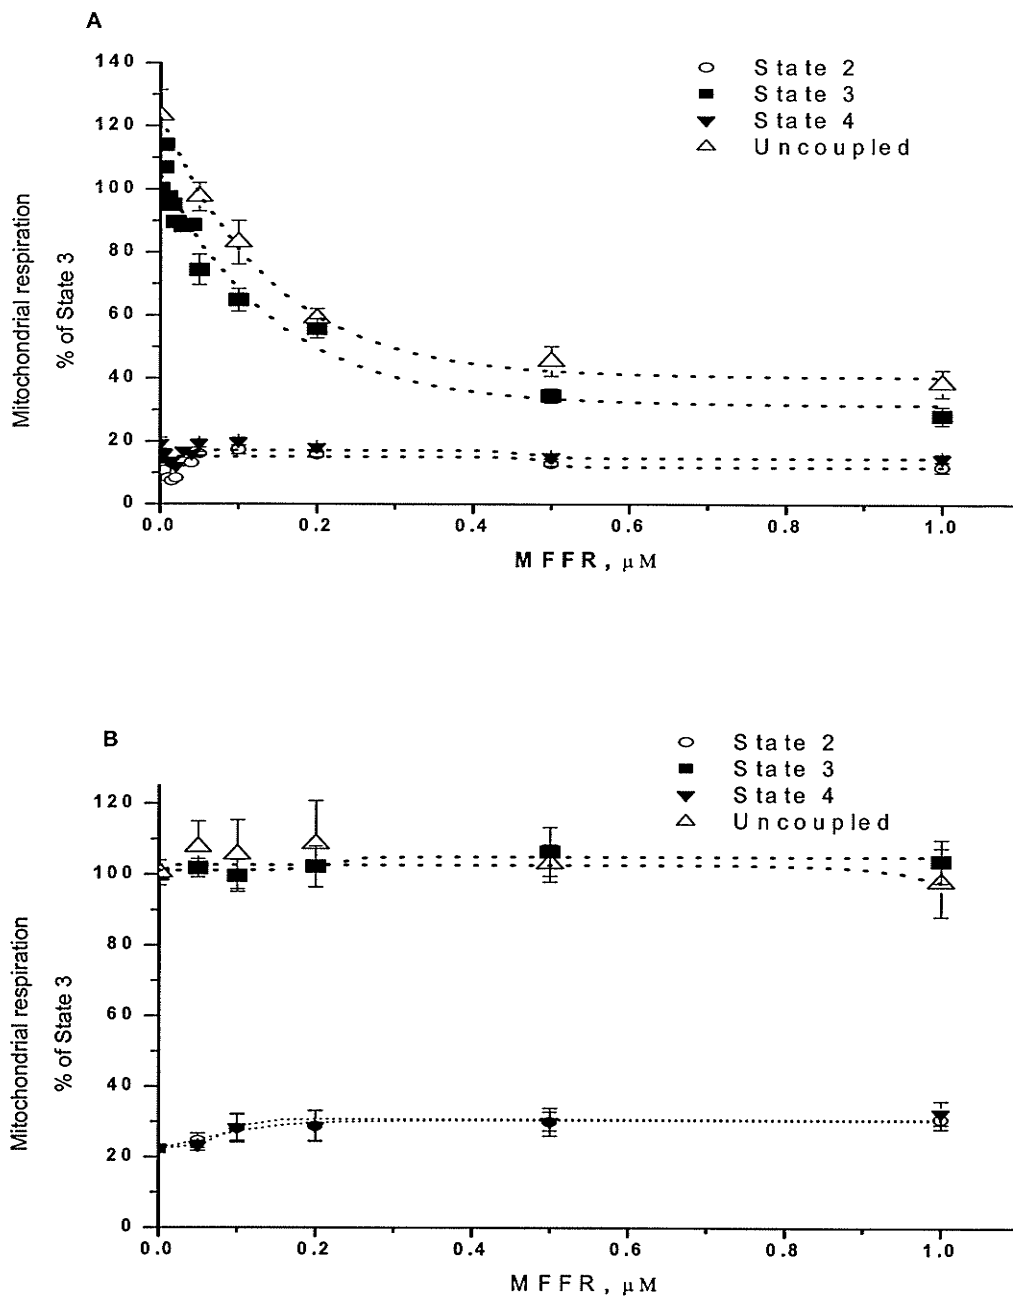 A
140
120
100
80
60
40
20
0
Mitochondrial respiration
% of State 3
State 2
State 3
State 4
Uncoupled
0.0 0.2 0.4 0.6 0.8 1.0
MFFR, µM
B
120
100
80
60
40
20
0
Mitochondrial respiration
% of State 3
State 2
State 3
State 4
Uncoupled
0.0 0.2 0.4 0.6 0.8 1.0
MFFR, µM